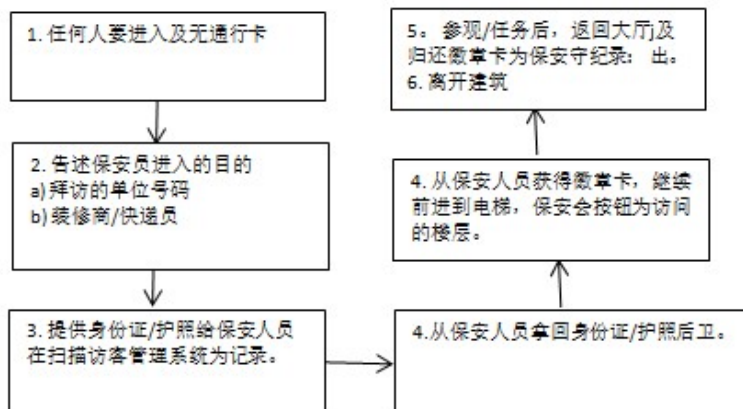 1. 任何人要进入及无通行卡
2. 告述保安员进入的目的
a) 拜访的单位号码
b) 装修商/快递员
3. 提供身份证/护照给保安人员
在扫描访客管理系统为记录。
4.从保安人员拿回身份证/护照后卫。
4. 从保安人员获得徽章卡，继续
前进到电梯，保安会按钮为访问
的楼层。
5。 参观/任务后，返回大厅j及
归还徽章卡为保安守纪录： 出。
6. 离开建筑